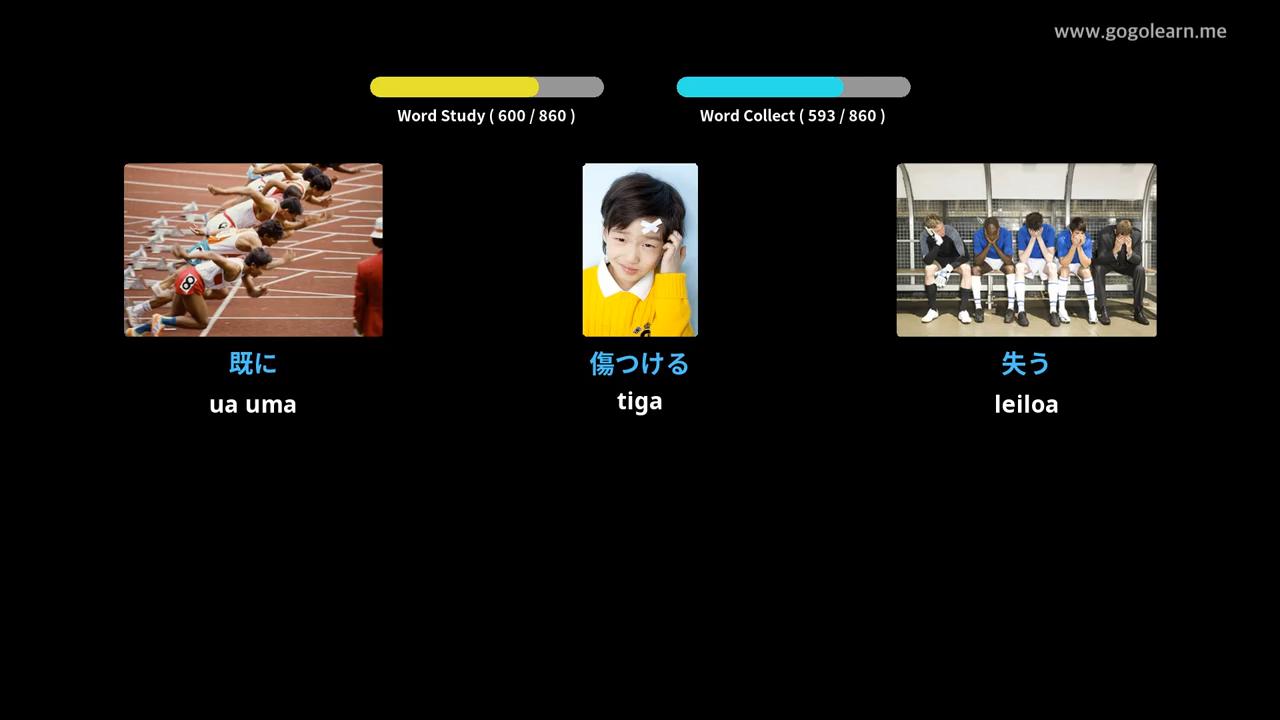 www.gogolearn.me
Word Study ( 600 / 860 )
Word Collect ( 593 / 860 )
8
既に
傷つける
失う
ua uma
tiga
leiloa